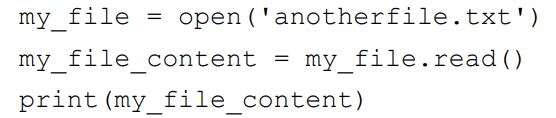 my_file = open('anotherfile.txt')
my_file_content = my_file.read()
print(my_file_content)